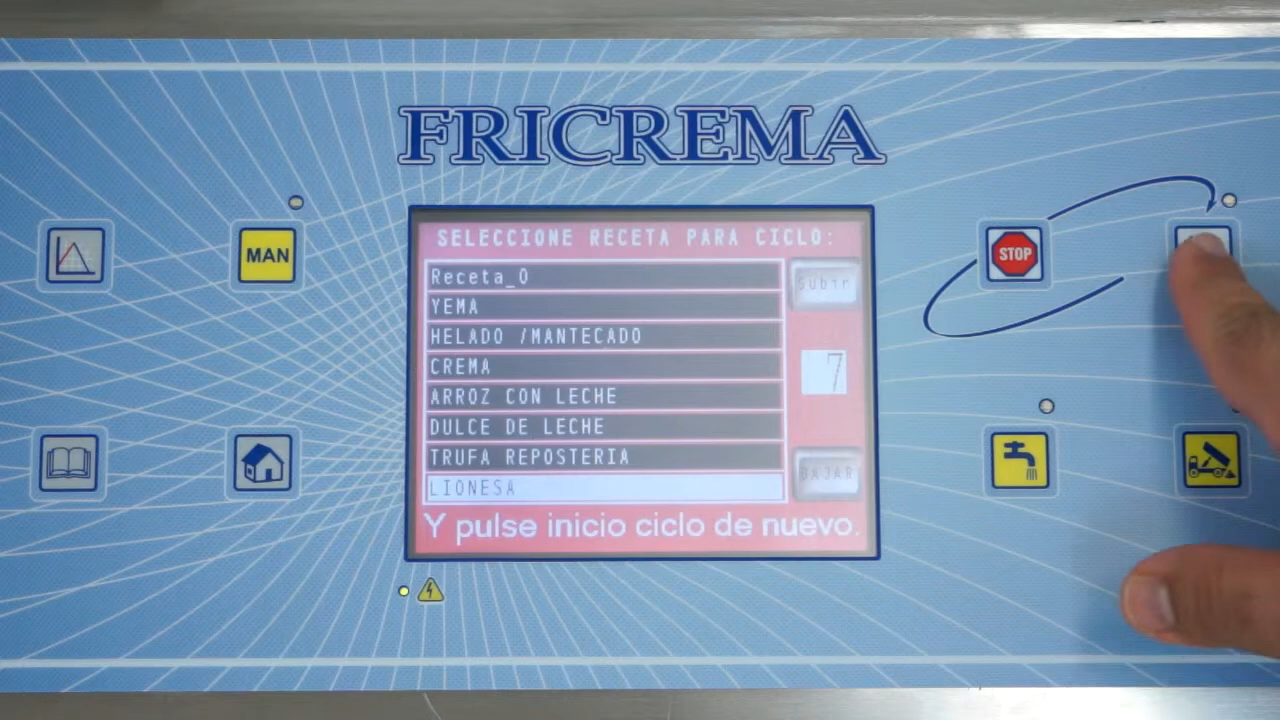 FRICREMA
SELECCIONE RECETA PARA CICLO:
Receta_0
YEMA
HELADO /MANTECADO
CREMA
ARROZ CON LECHE
DULCE DE LECHE
TRUFA REPOSTERIA
LIONESA
Subir
7
BAJAR
Y pulse inicio ciclo de nuevo.
MAN
STOP